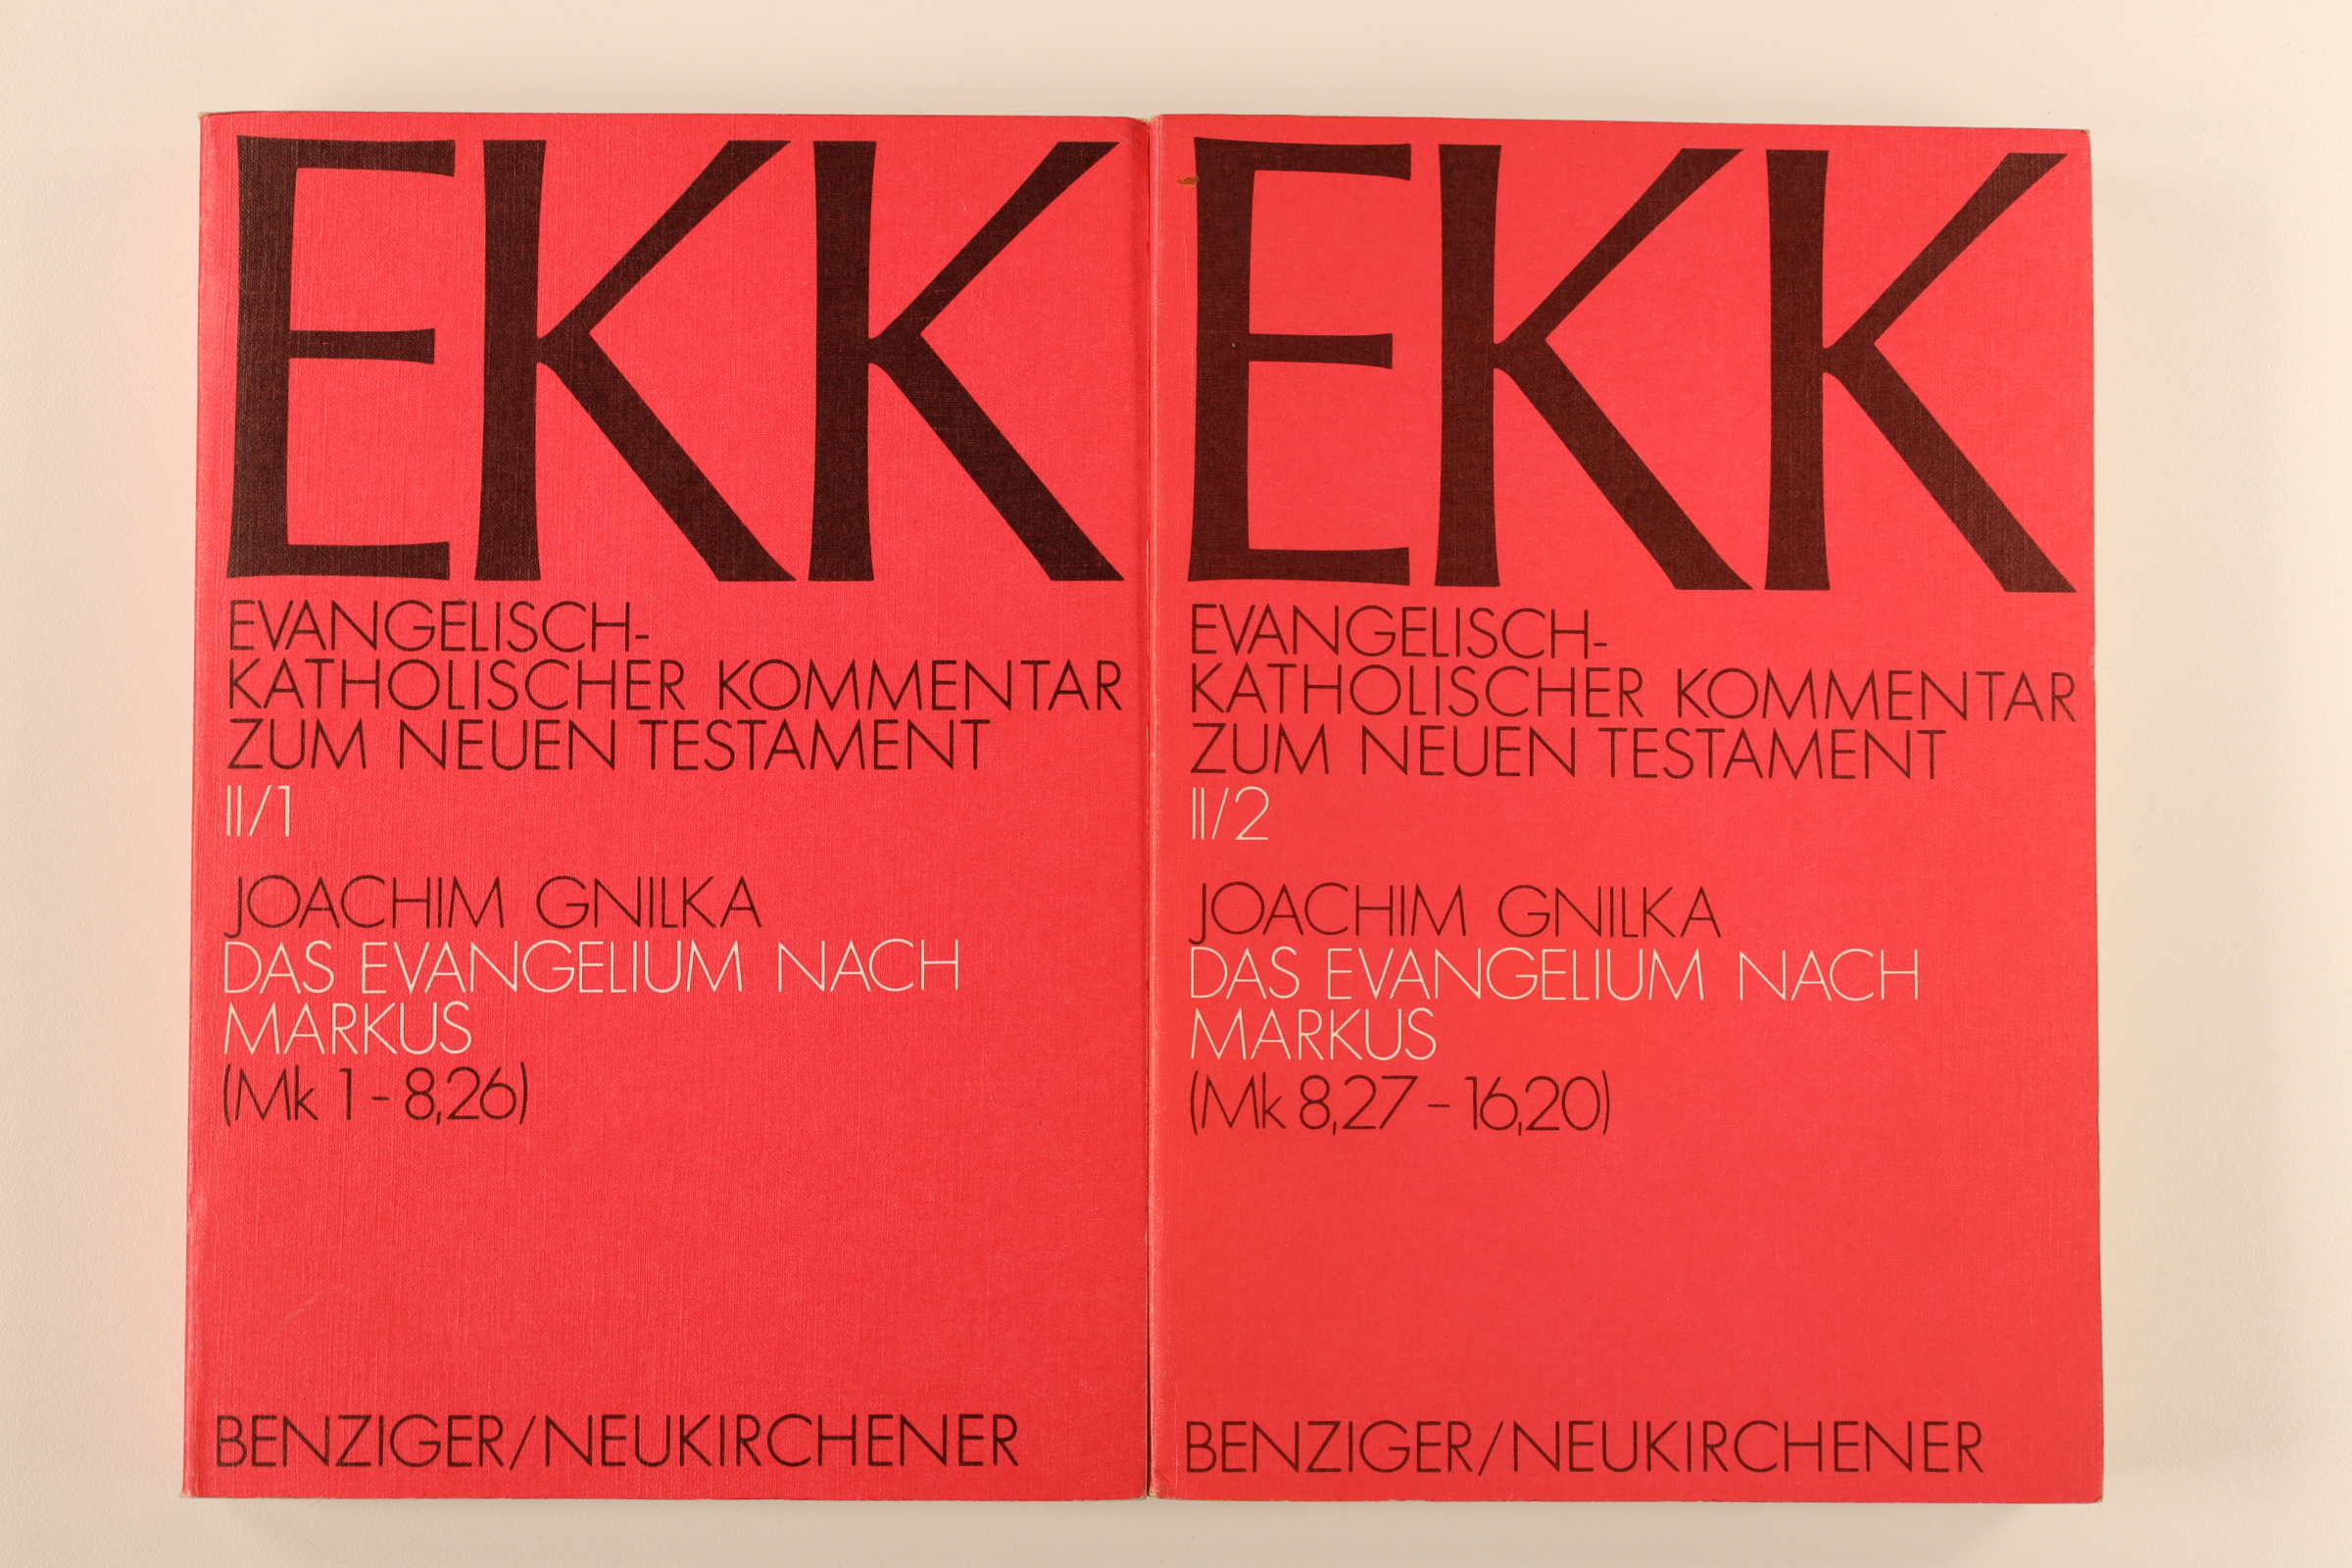 EKK
EVANGELISCH-
KATHOLISCHER KOMMENTAR
ZUM NEUEN TESTAMENT
II/1
JOACHIM GNILKA
DAS EVANGELIUM NACH
MARKUS
(Mk 1 - 8,26)
BENZIGER/NEUKIRCHENER
EKK
EVANGELISCH-
KATHOLISCHER KOMMENTAR
ZUM NEUEN TESTAMENT
II/2
JOACHIM GNILKA
DAS EVANGELIUM NACH
MARKUS
(Mk 8,27 – 16,20)
BENZIGER/NEUKIRCHENER